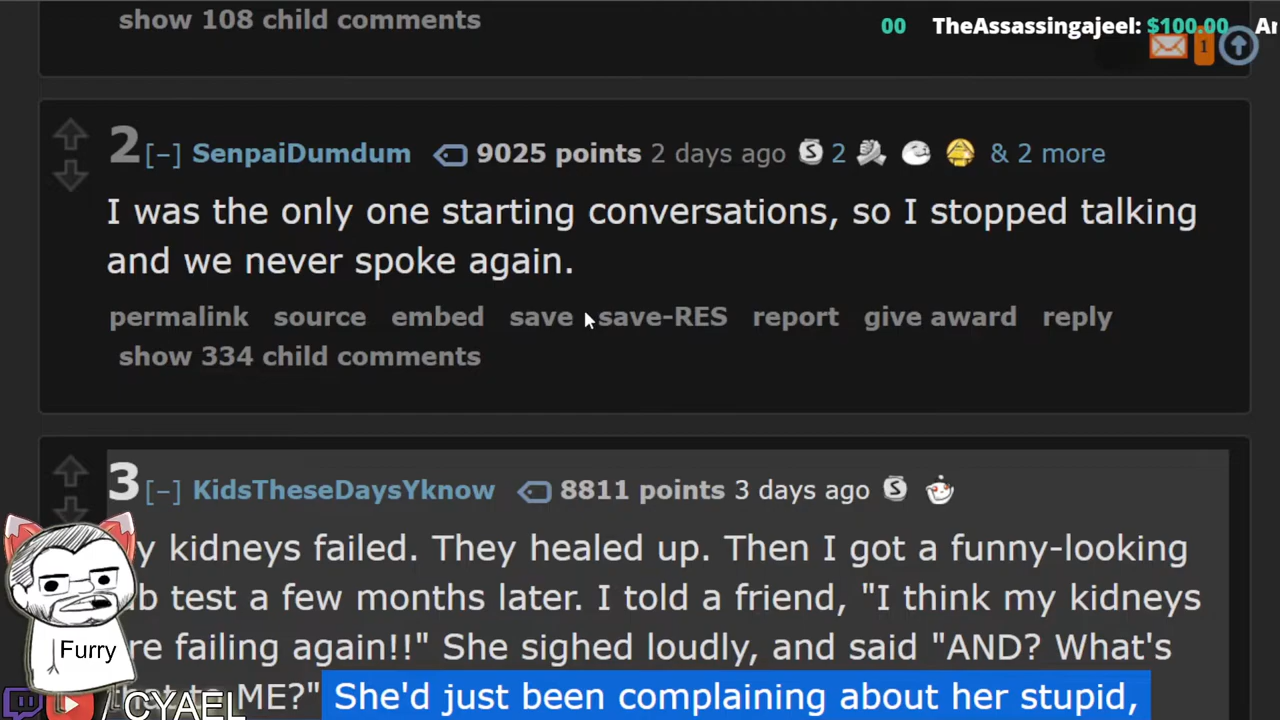 show 108 child comments
00 TheAssassingajeel: $100.00 Ar
1
2 [–] SenpaiDumdum 9025 points 2 days ago S 2 & 2 more
I was the only one starting conversations, so I stopped talking
and we never spoke again.
permalink source embed save save-RES report give award reply
show 334 child comments
3 [–] KidsTheseDaysYknow 8811 points 3 days ago S
y kidneys failed. They healed up. Then I got a funny-looking
b test a few months later. I told a friend, "I think my kidneys
re failing again!!" She sighed loudly, and said "AND? What's
ME?" She'd just been complaining about her stupid,
Furry
/ CYAEL